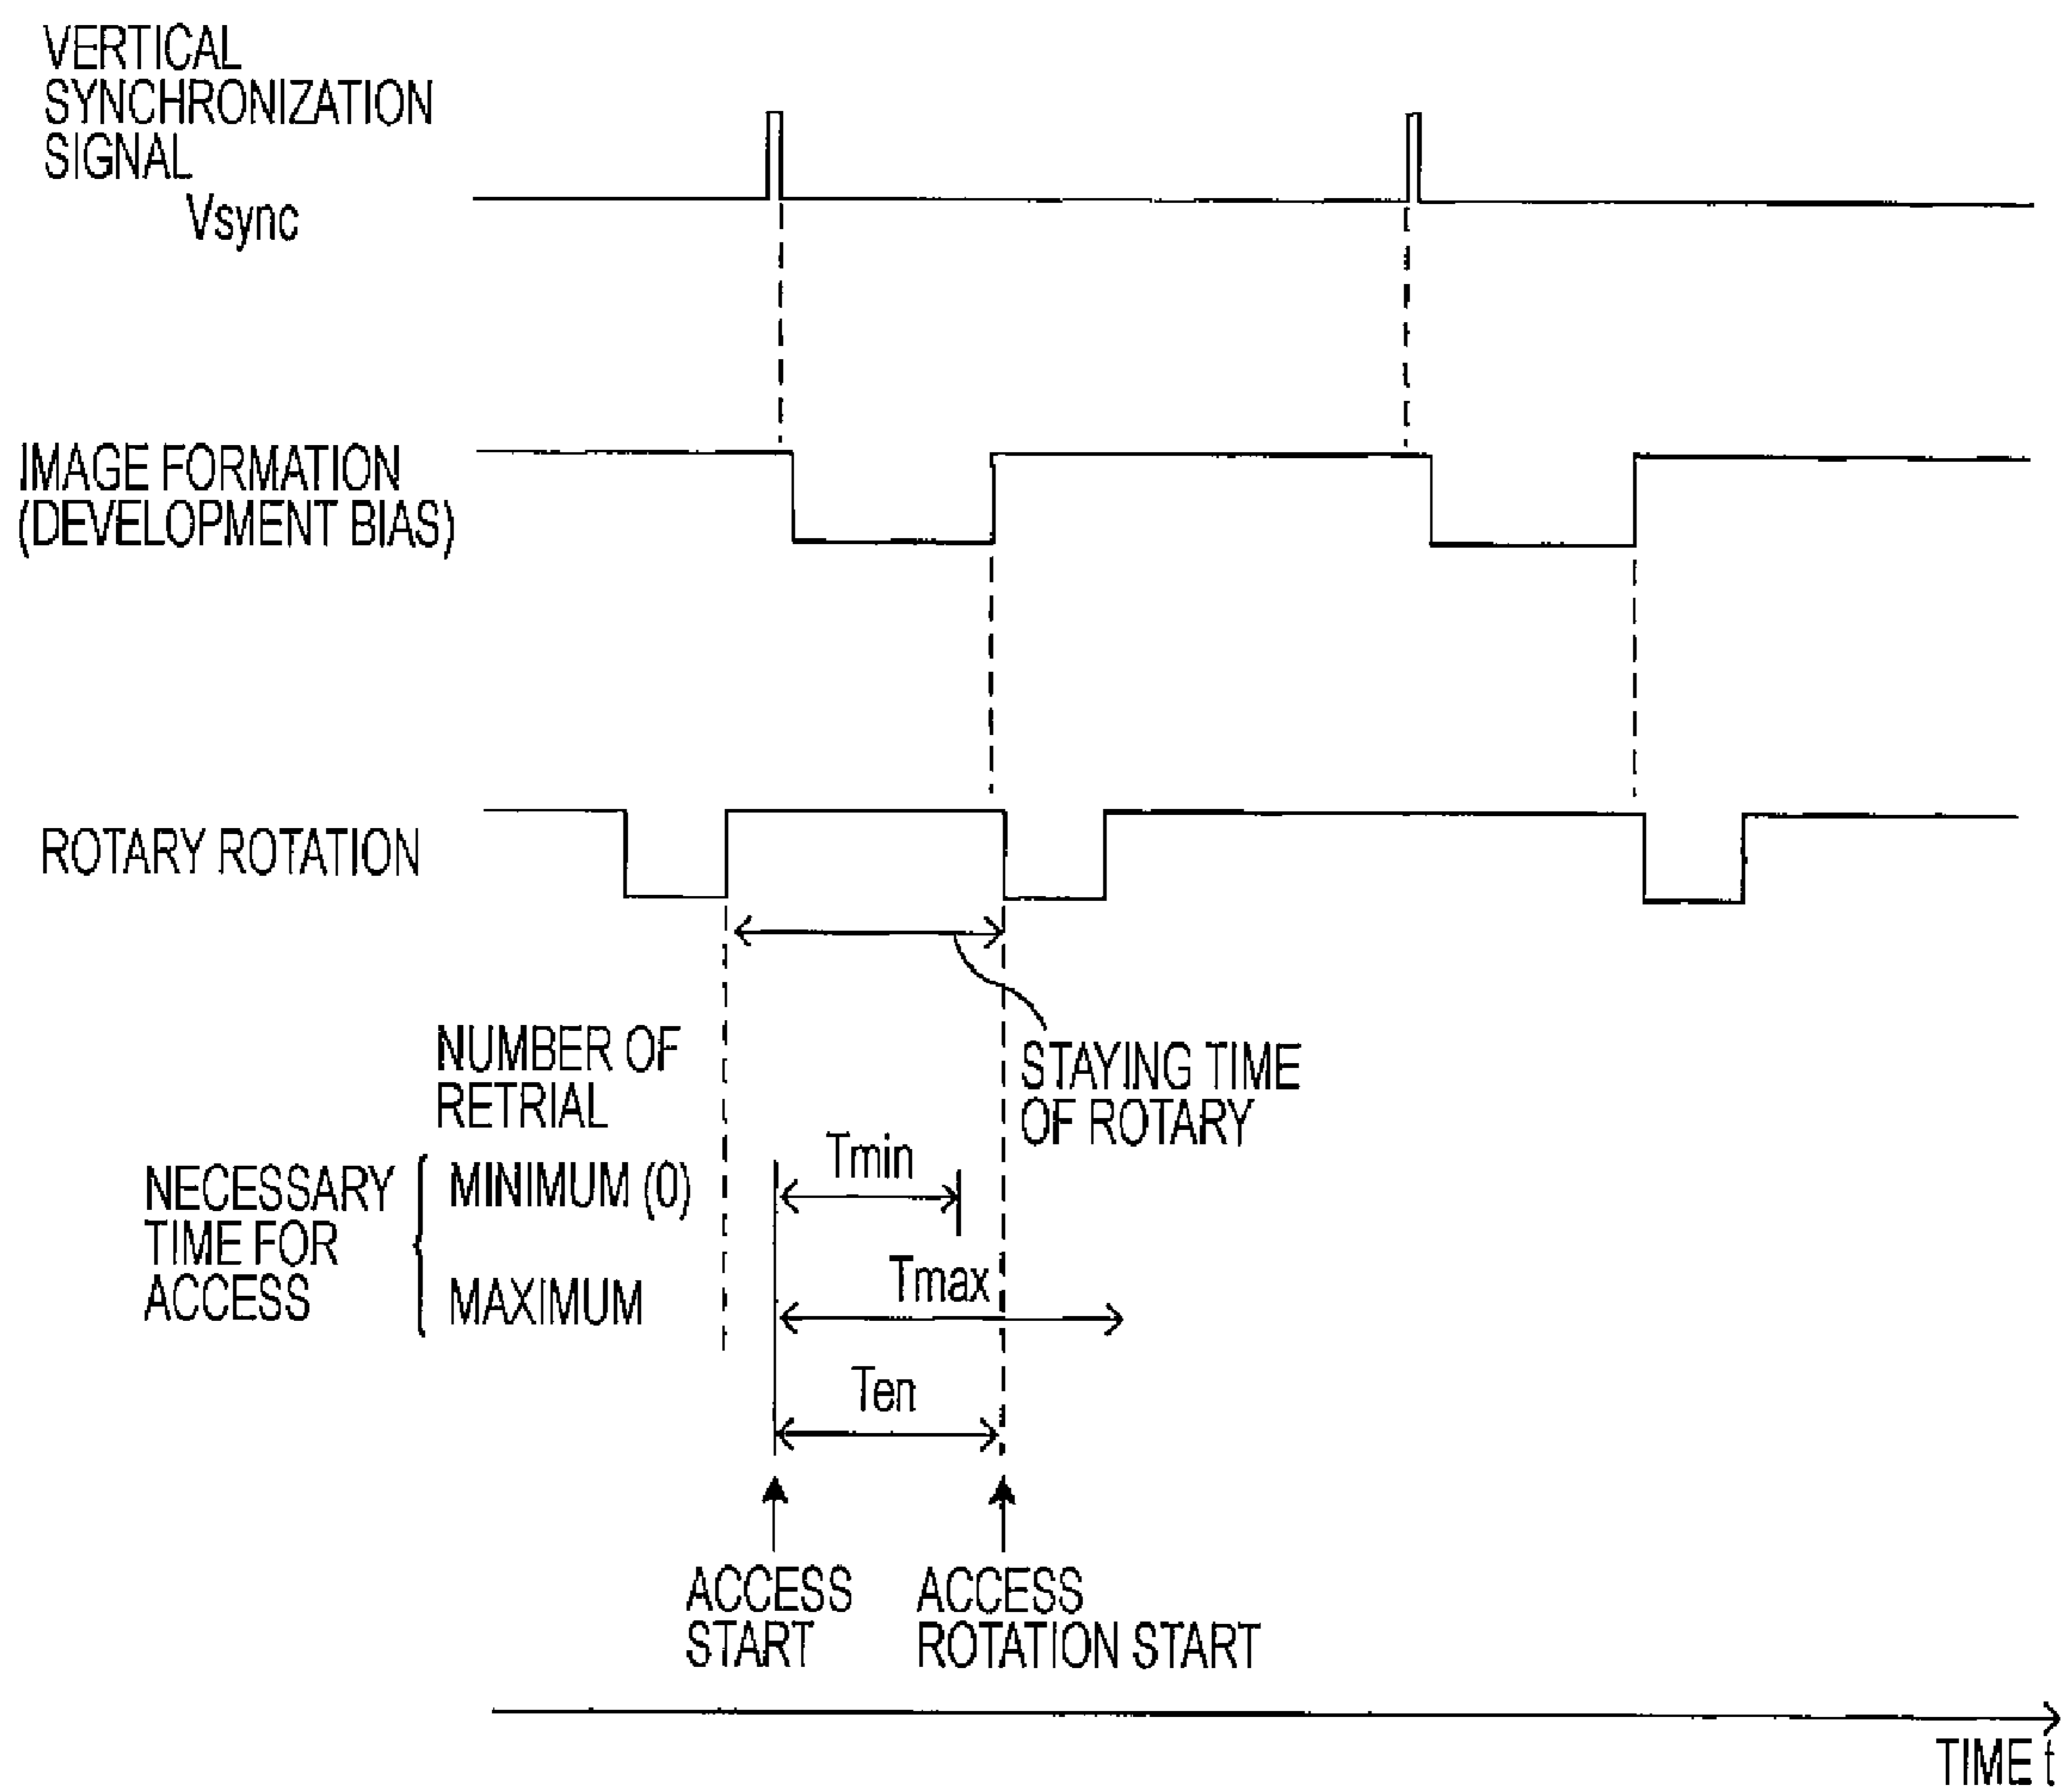 VERTICAL
SYNCHRONIZATION
SIGNAL
Vsync
IMAGE FORMATION
(DEVELOPMENT BIAS)
ROTARY ROTATION
NUMBER OF
RETRIAL
STAYING TIME
OF ROTARY
NECESSARY
TIME FOR
ACCESS
MINIMUM (0)
Tmin
MAXIMUM
Tmax
Ten
ACCESS
START
ACCESS
ROTATION START
TIME t